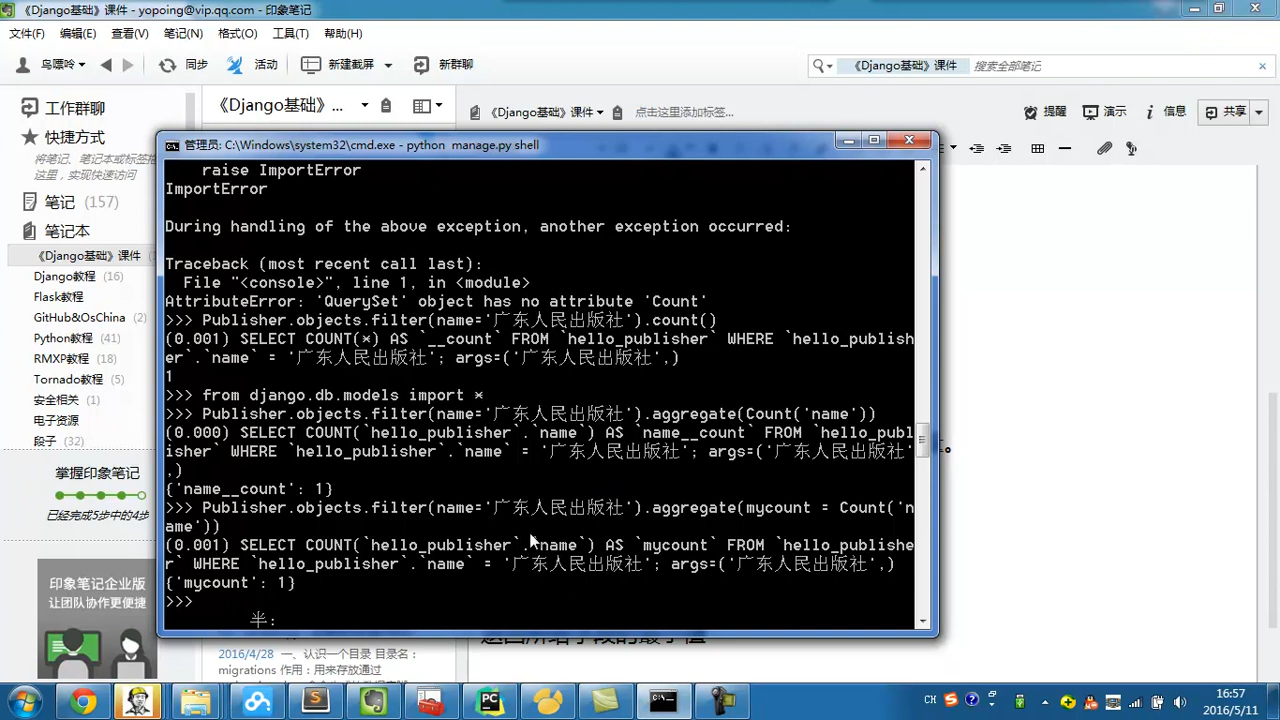 《Django基础》课件 - yopoing@vip.qq.com - 印象笔记
文件(F) 编辑(E) 查看(V) 笔记(N) 格式(O) 工具(T) 帮助(H)
鸟嘌呤 同步 活动 新建截屏 新群聊 《Django基础》课件 搜索全部笔记
工作群聊
快捷方式
将笔记、笔记本或标签拖
这里,实现快速访问
笔记 (157)
笔记本
《Django基础》课件
Django教程 (16)
Flask教程
GitHub&OsChina (2)
Python教程 (41)
RMXP教程 (18)
Tornado教程 (5)
安全相关 (1)
电子资源
段子 (32)
掌握印象笔记
已经完成5步中的4步
印象笔记企业版
让团队协作更便捷
《Django基础》...
《Django基础》课件 点击这里添加标签...
提醒 演示 信息 共享
管理员: C:\Windows\system32\cmd.exe - python  manage.py shell
raise ImportError
ImportError
During handling of the above exception, another exception occurred:
Traceback (most recent call last):
File "<console>", line 1, in <module>
AttributeError: 'QuerySet' object has no attribute 'Count'
>>> Publisher.objects.filter(name='广东人民出版社').count()
(0.001) SELECT COUNT(*) AS `__count` FROM `hello_publisher` WHERE `hello_publish
er`.`name` = '广东人民出版社'; args=('广东人民出版社',)
1
>>> from django.db.models import *
>>> Publisher.objects.filter(name='广东人民出版社').aggregate(Count('name'))
(0.000) SELECT COUNT(`hello_publisher`.`name`) AS `name__count` FROM `hello_publ
isher` WHERE `hello_publisher`.`name` = '广东人民出版社'; args=('广东人民出版社'
,)
{'name__count': 1}
>>> Publisher.objects.filter(name='广东人民出版社').aggregate(mycount = Count('n
ame'))
(0.001) SELECT COUNT(`hello_publisher`.`name`) AS `mycount` FROM `hello_publishe
r` WHERE `hello_publisher`.`name` = '广东人民出版社'; args=('广东人民出版社',)
{'mycount': 1}
>>>
半:
2016/4/28 一、认识一个目录 目录名:
migrations 作用:用来存放通过
CH
16:57
2016/5/11